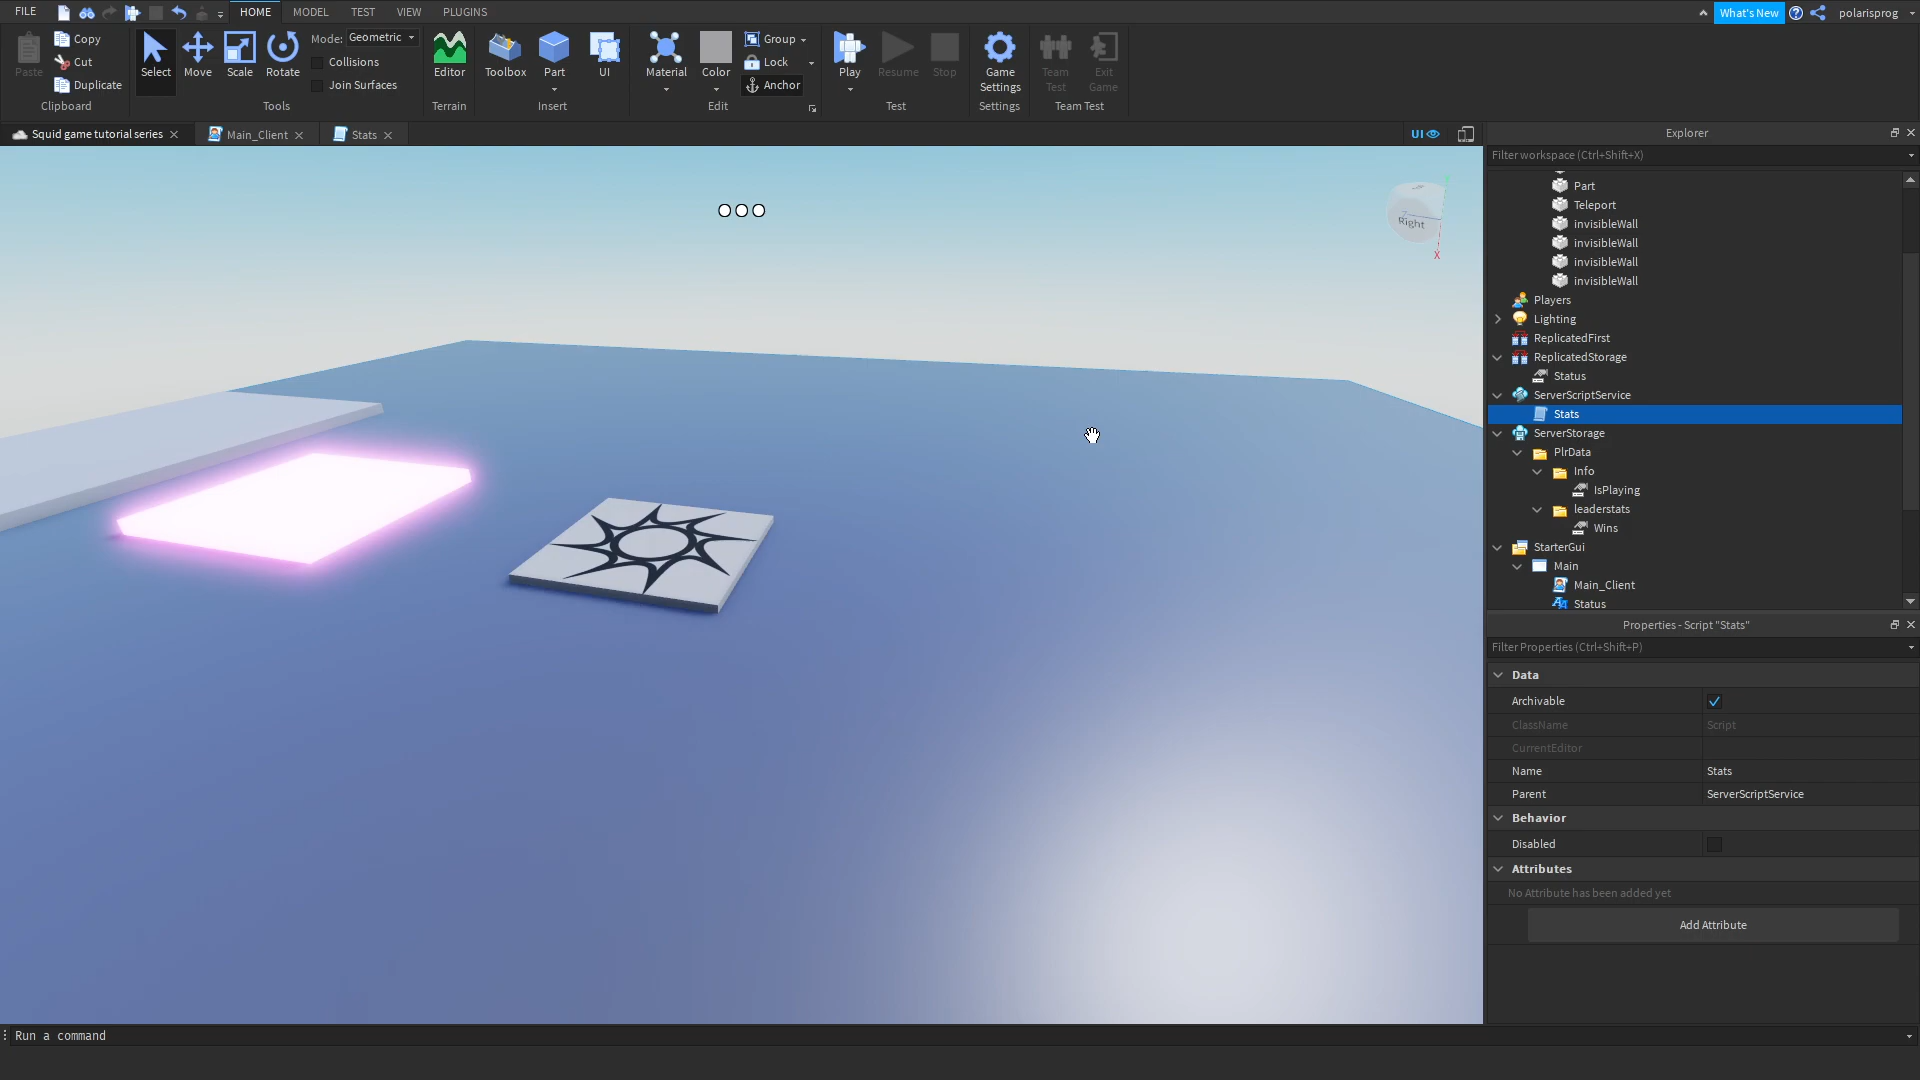 FILE HOME MODEL TEST VIEW PLUGINS What's New polarisprog
Paste Copy Cut Duplicate Clipboard
Select Move Scale Rotate Mode: Geometric Collisions Join Surfaces Tools
Editor Terrain
Toolbox Part UI Insert
Material Color Group Lock Anchor Edit
Play Resume Stop Test
Game Settings Settings
Team Test Exit Game Team Test
Squid game tutorial series Main_Client Stats UI
Right
X
Explorer
Filter workspace (Ctrl+Shift+X)
Part
Teleport
invisibleWall
invisibleWall
invisibleWall
invisibleWall
Players
Lighting
ReplicatedFirst
ReplicatedStorage
Status
ServerScriptService
Stats
ServerStorage
PlrData
Info
IsPlaying
leaderstats
Wins
StarterGui
Main
Main_Client
Status
Properties - Script "Stats"
Filter Properties (Ctrl+Shift+P)
Data
Archivable
ClassName Script
CurrentEditor
Name Stats
Parent ServerScriptService
Behavior
Disabled
Attributes
No Attribute has been added yet
Add Attribute
Run a command